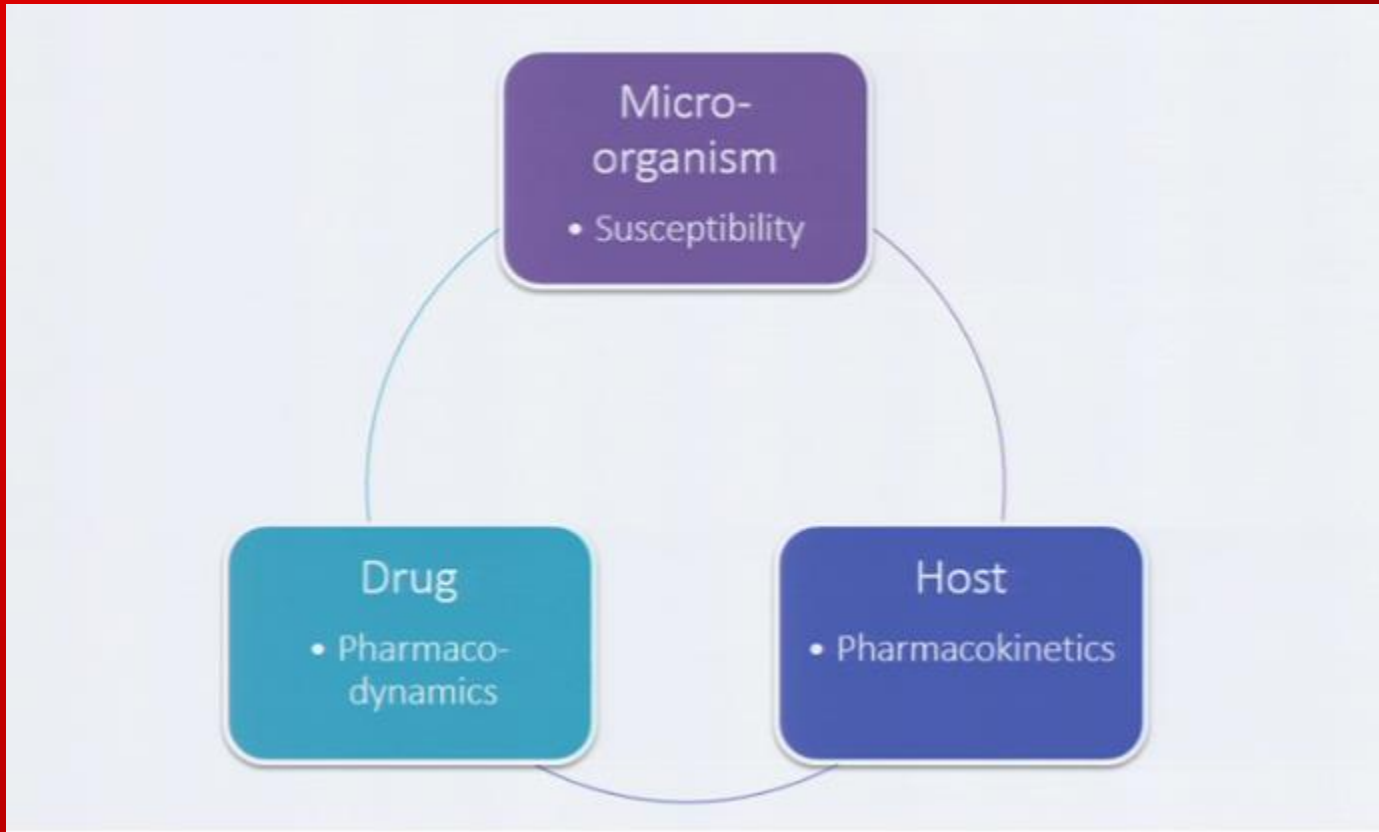 Micro-
organism
• Susceptibility
Drug
• Pharmaco-
dynamics
Host
• Pharmacokinetics